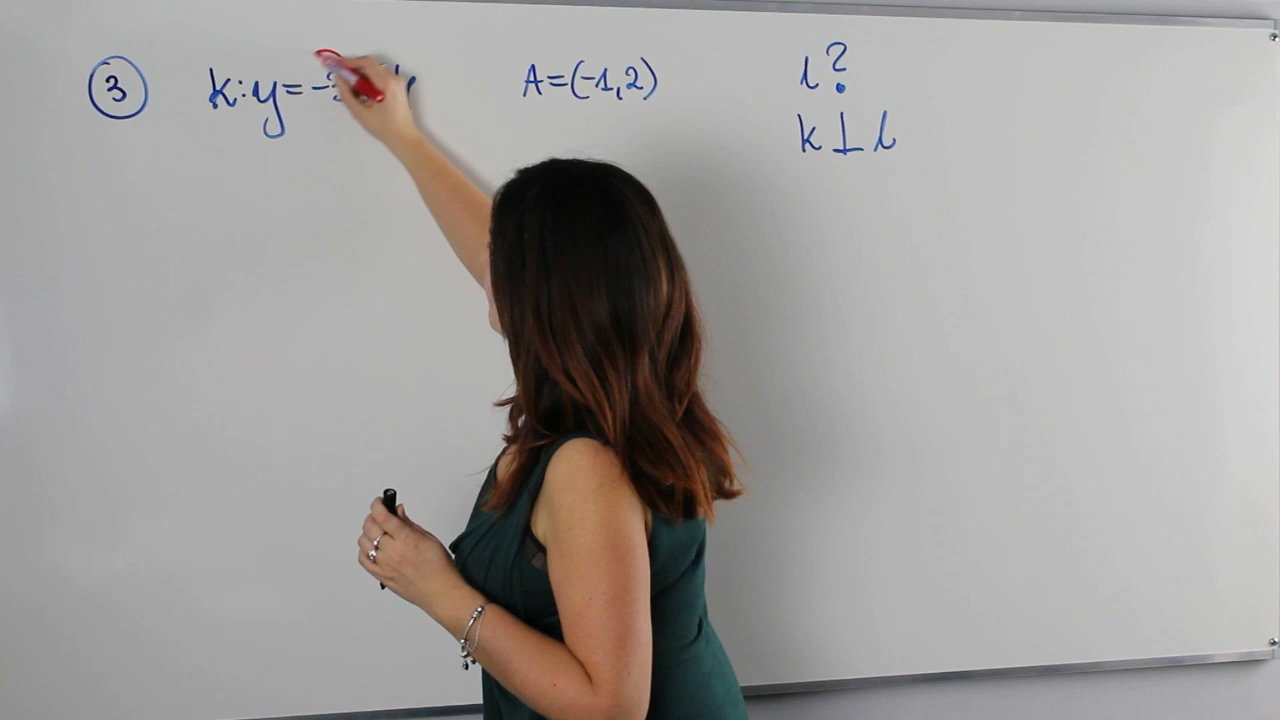 3 k: y = - A = (-1, 2) l?
k ⊥ l